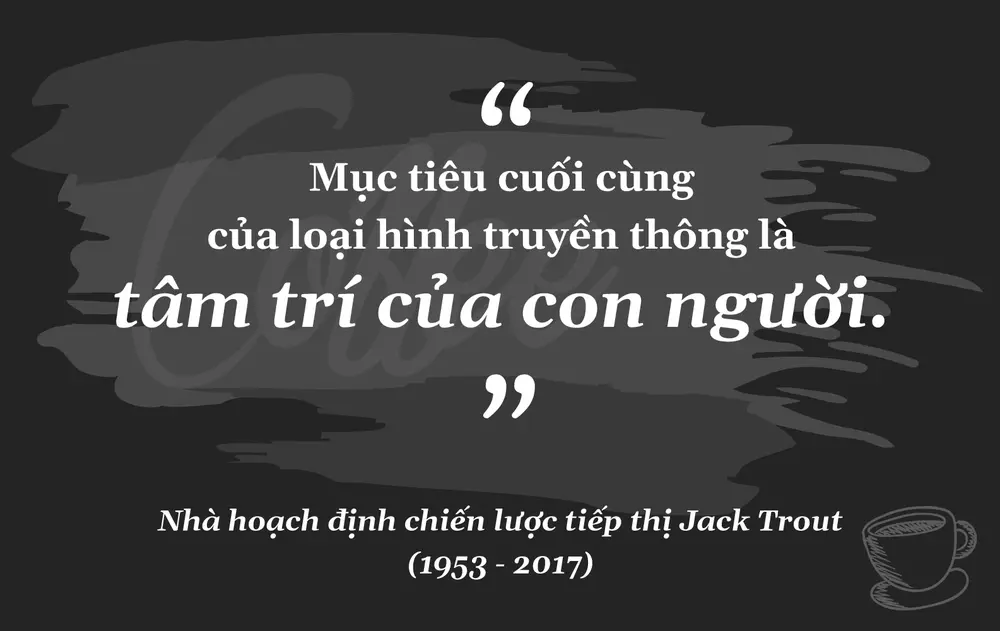 Coffee
“
Mục tiêu cuối cùng
của loại hình truyền thông là
tâm trí của con người.
”
Nhà hoạch định chiến lược tiếp thị Jack Trout
(1953 - 2017)